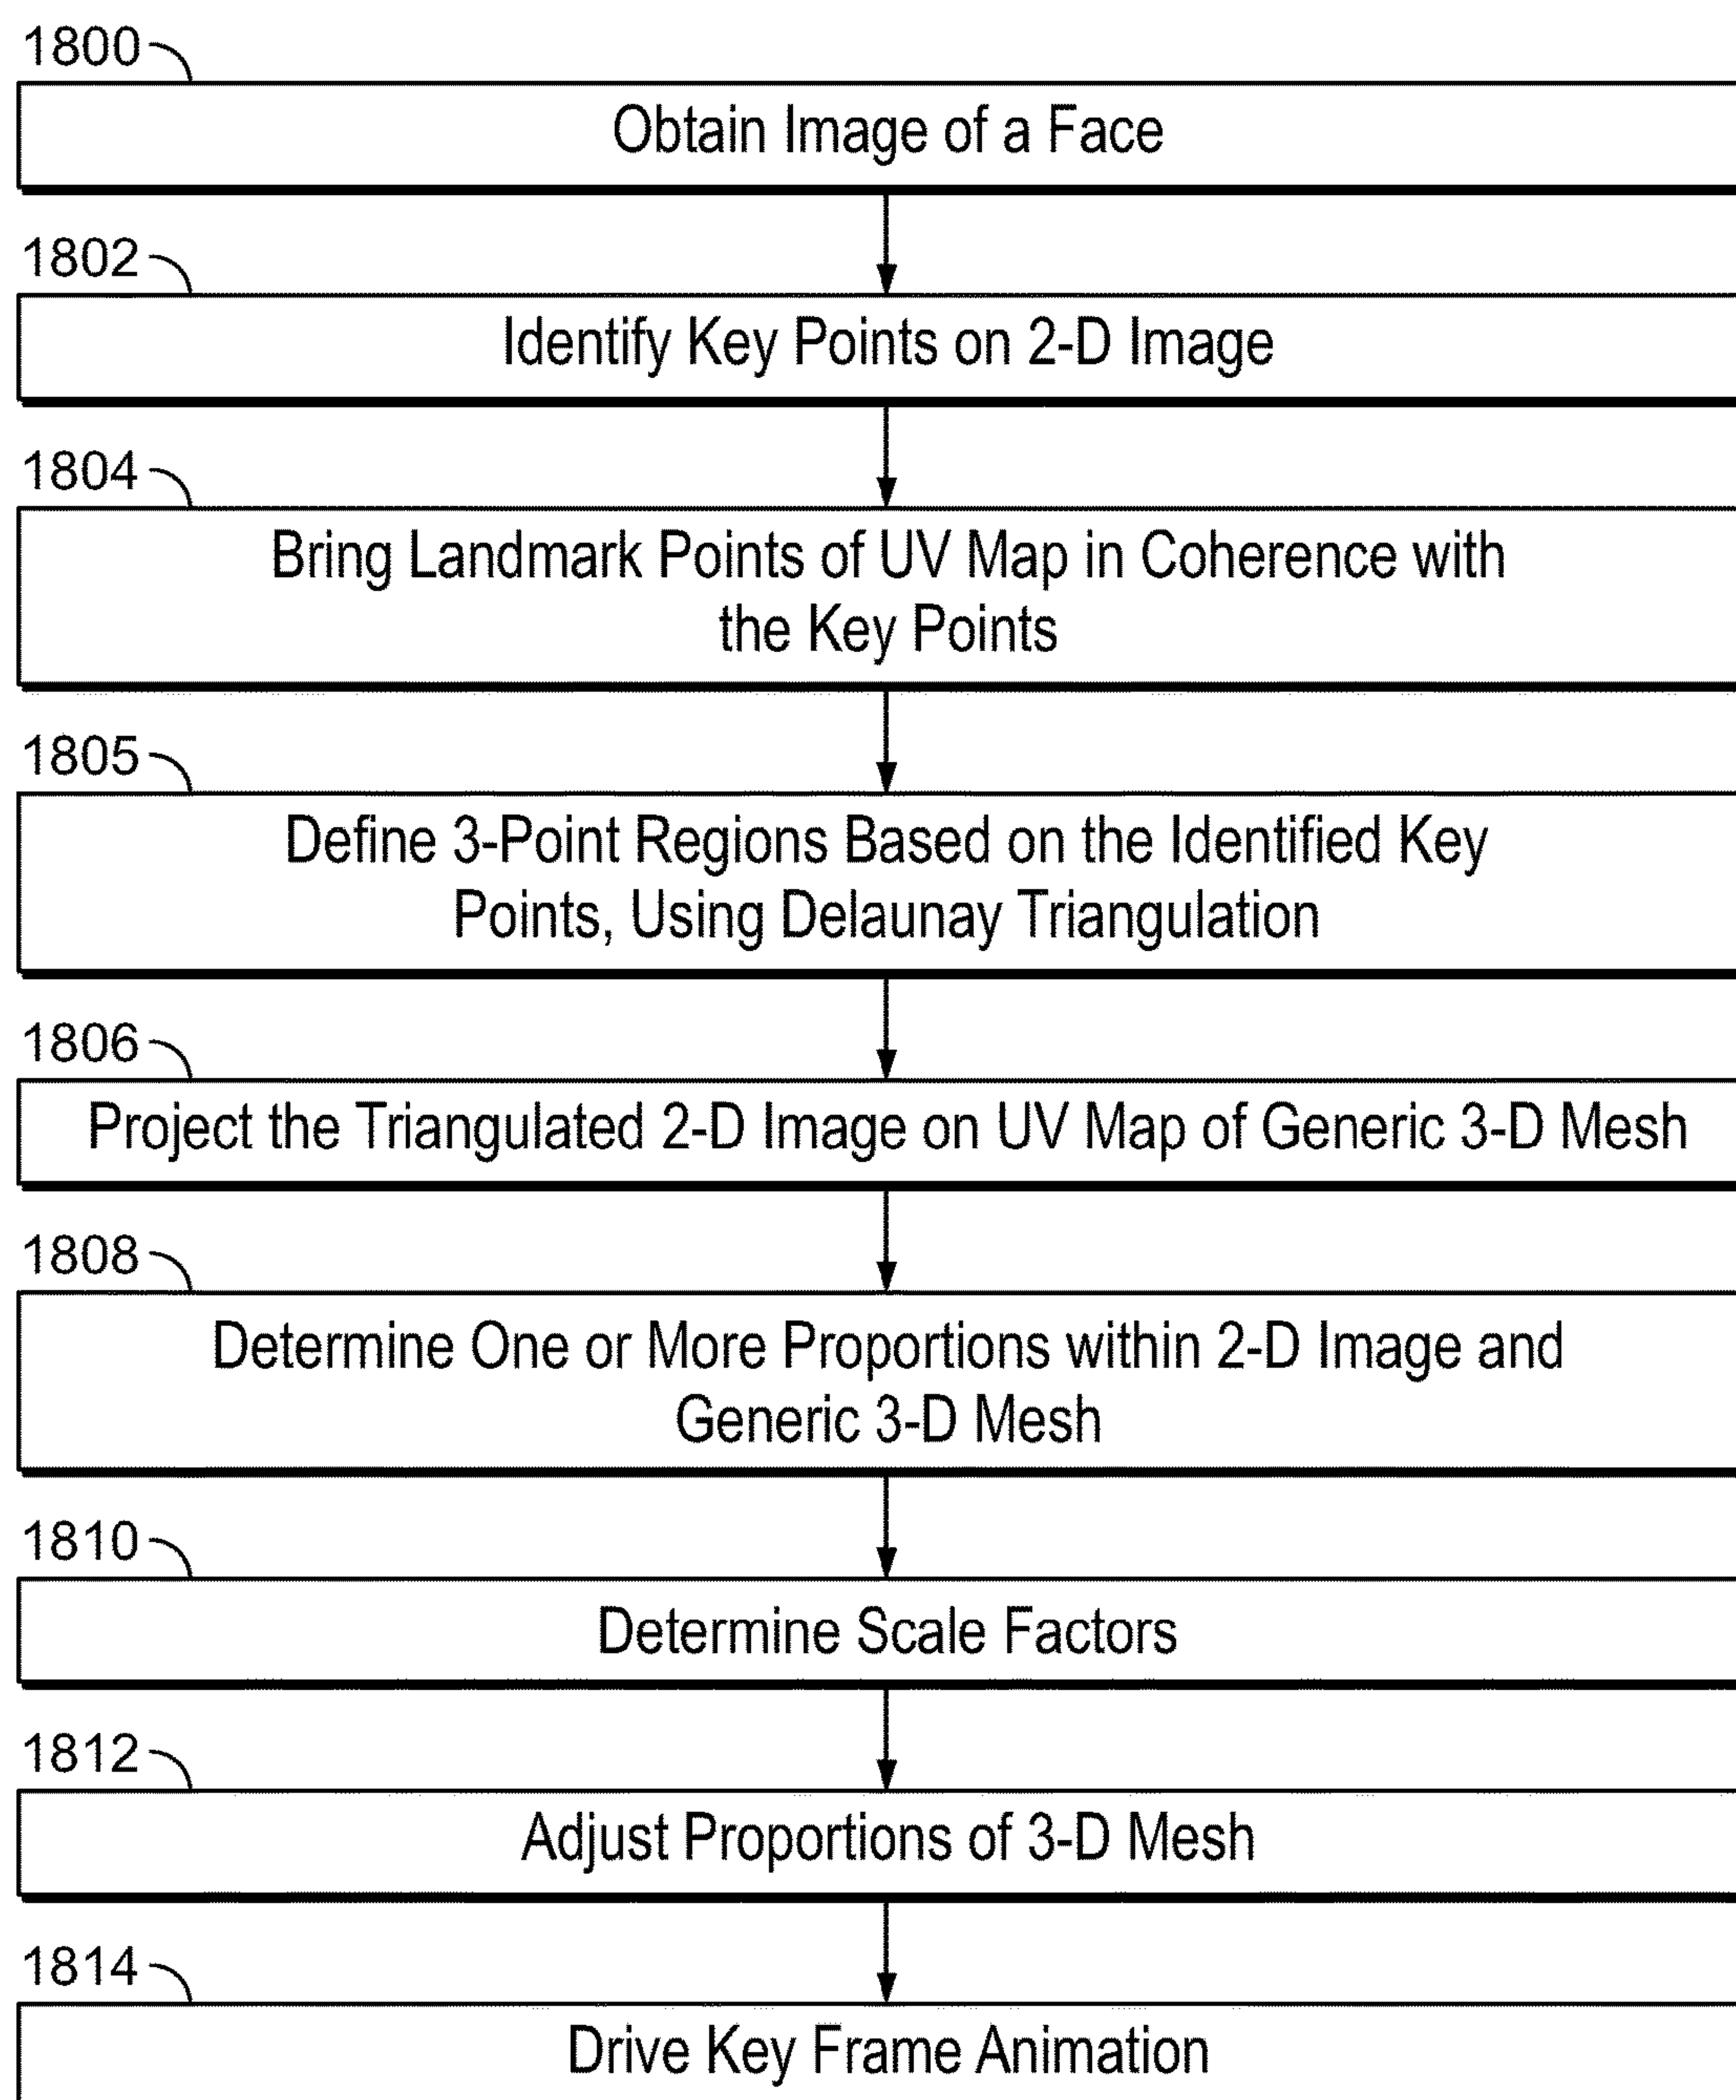 1800
Obtain Image of a Face
1802
Identify Key Points on 2-D Image
1804
Bring Landmark Points of UV Map in Coherence with
the Key Points
1805
Define 3-Point Regions Based on the Identified Key
Points, Using Delaunay Triangulation
1806
Project the Triangulated 2-D Image on UV Map of Generic 3-D Mesh
1808
Determine One or More Proportions within 2-D Image and
Generic 3-D Mesh
1810
Determine Scale Factors
1812
Adjust Proportions of 3-D Mesh
1814
Drive Key Frame Animation